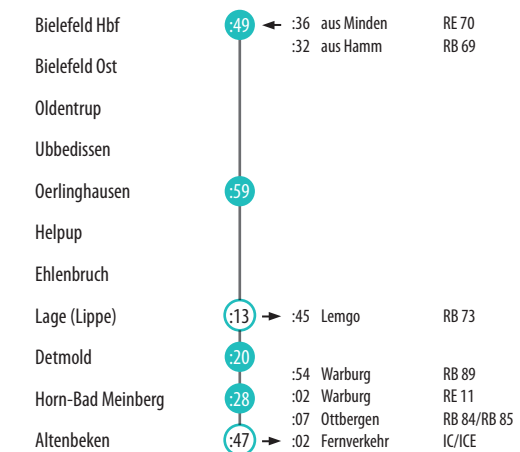 Bielefeld Hbf :49 :36 aus Minden RE 70
:32 aus Hamm RB 69
Bielefeld Ost
Oldentrup
Ubbedissen
Oerlinghausen :59
Helpup
Ehlenbruch
Lage (Lippe) :13 :45 Lemgo RB 73
Detmold :20
:54 Warburg RB 89
Horn-Bad Meinberg :28 :02 Warburg RE 11
:07 Ottbergen RB 84/RB 85
Altenbeken :47 :02 Fernverkehr IC/ICE